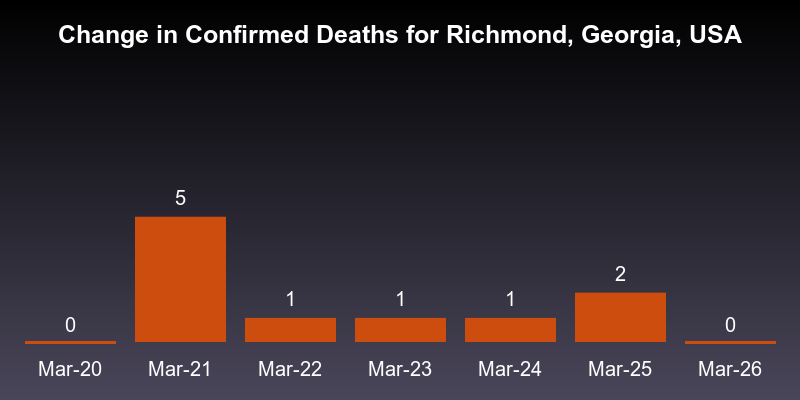 Change in Confirmed Deaths for Richmond, Georgia, USA
0 5 1 1 1 2 0
Mar-20 Mar-21 Mar-22 Mar-23 Mar-24 Mar-25 Mar-26